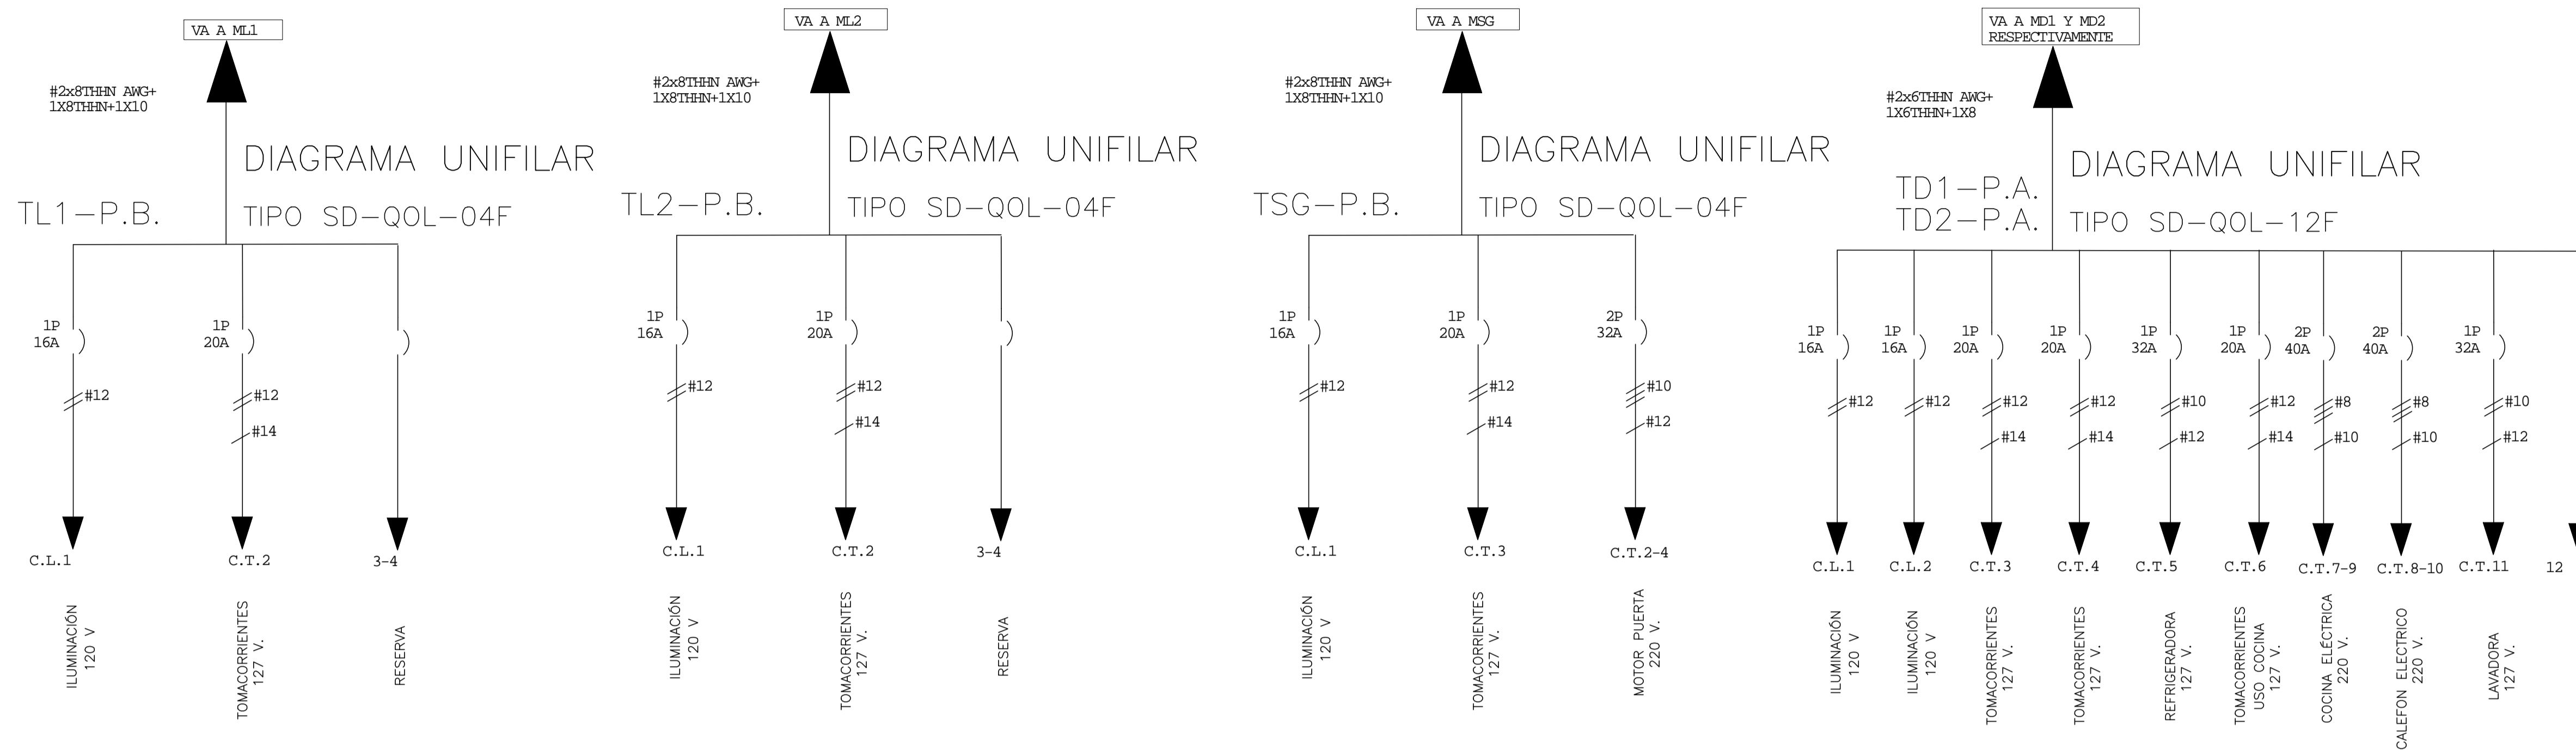 VA A ML1
#2x8THHN AWG+
1X8THHN+1X10
DIAGRAMA UNIFILAR
TL1-P.B.
TIPO SD-QOL-04F
1P
16A
#12
1P
20A
#12
#14
C.L.1
C.T.2
3-4
ILUMINACIÓN
120 V
TOMACORRIENTES
127 V.
RESERVA
VA A ML2
#2x8THHN AWG+
1X8THHN+1X10
DIAGRAMA UNIFILAR
TL2-P.B.
TIPO SD-QOL-04F
1P
16A
#12
1P
20A
#12
#14
C.L.1
C.T.2
3-4
ILUMINACIÓN
120 V
TOMACORRIENTES
127 V.
RESERVA
VA A MSG
#2x8THHN AWG+
1X8THHN+1X10
DIAGRAMA UNIFILAR
TSG-P.B.
TIPO SD-QOL-04F
1P
16A
#12
1P
20A
#12
#14
2P
32A
#10
#12
C.L.1
C.T.3
C.T.2-4
ILUMINACIÓN
120 V
TOMACORRIENTES
127 V.
MOTOR PUERTA
220 V.
VA A MD1 Y MD2
RESPECTIVAMENTE
#2x6THHN AWG+
1X6THHN+1X8
DIAGRAMA UNIFILAR
TD1-P.A.
TD2-P.A.
TIPO SD-QOL-12F
1P
16A
#12
1P
16A
#12
1P
20A
#12
#14
1P
20A
#12
#14
1P
32A
#10
#12
1P
20A
#12
#14
2P
40A
#8
#10
2P
40A
#8
#10
1P
32A
#10
#12
C.L.1
C.L.2
C.T.3
C.T.4
C.T.5
C.T.6
C.T.7-9
C.T.8-10
C.T.11
12
ILUMINACIÓN
120 V
ILUMINACIÓN
120 V
TOMACORRIENTES
127 V.
TOMACORRIENTES
127 V.
REFRIGERADORA
127 V.
TOMACORRIENTES
USO COCINA
127 V.
COCINA ELÉCTRICA
220 V.
CALEFON ELECTRICO
220 V.
LAVADORA
127 V.